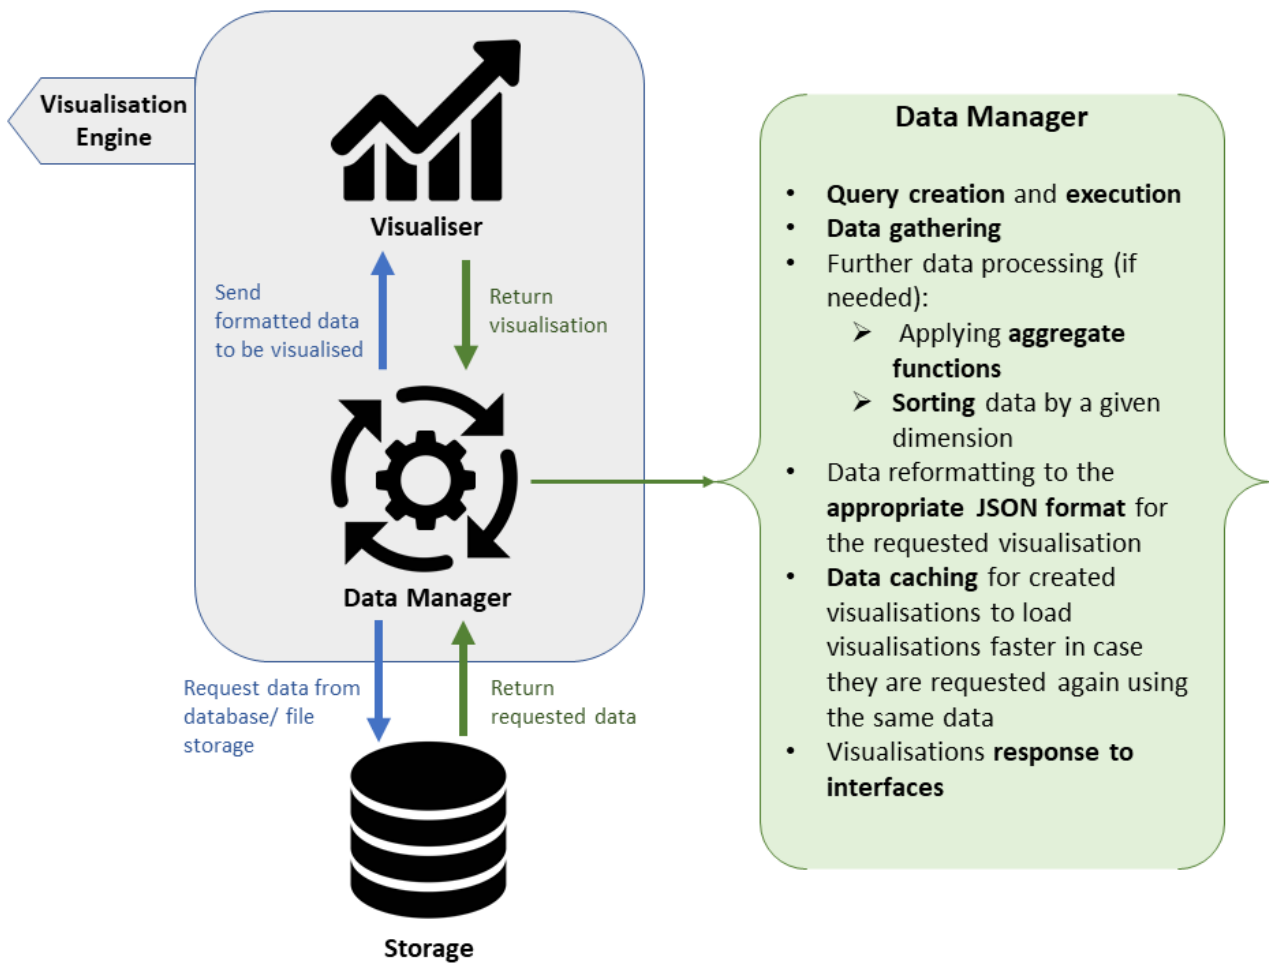 Visualisation
Engine
Visualiser
Send
formatted data
to be visualised
Return
visualisation
Data Manager
Request data from
database/ file
storage
Return
requested data
Storage
Data Manager
• Query creation and execution
• Data gathering
• Further data processing (if
needed):
➢ Applying aggregate
functions
➢ Sorting data by a given
dimension
• Data reformatting to the
appropriate JSON format for
the requested visualisation
• Data caching for created
visualisations to load
visualisations faster in case
they are requested again using
the same data
• Visualisations response to
interfaces